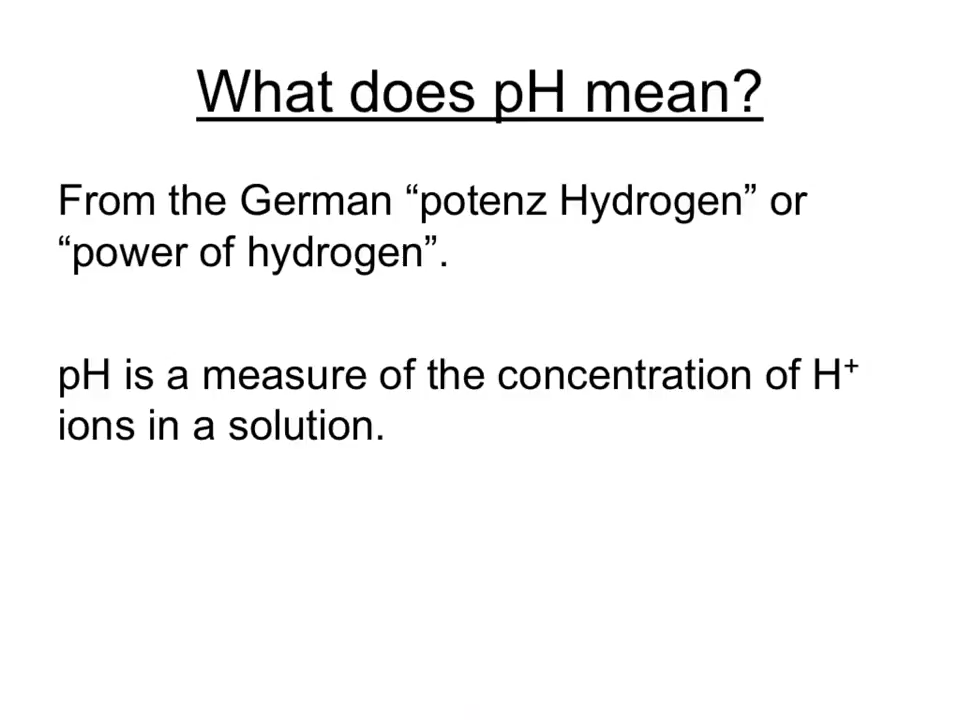 What does pH mean?
From the German “potenz Hydrogen” or
“power of hydrogen”.
pH is a measure of the concentration of H⁺
ions in a solution.